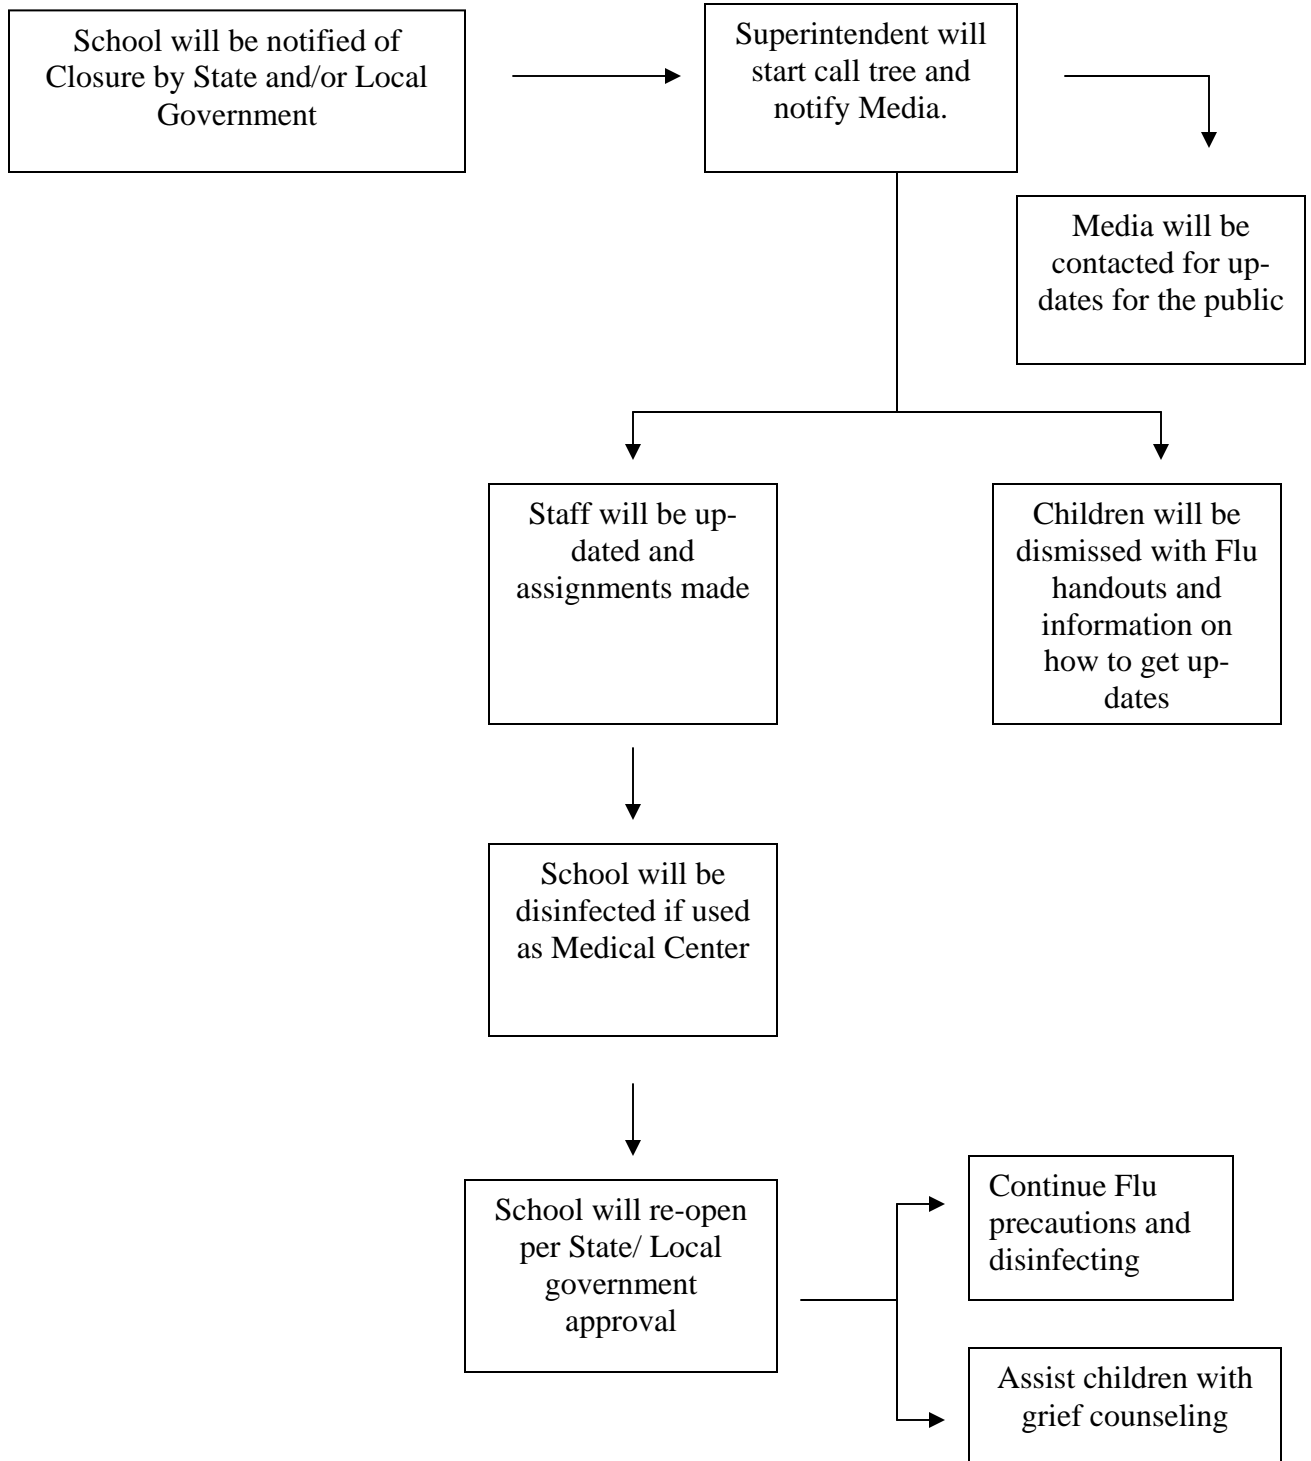 School will be notified of
Closure by State and/or Local
Government
Superintendent will
start call tree and
notify Media.
Media will be
contacted for up-
dates for the public
Staff will be up-
dated and
assignments made
Children will be
dismissed with Flu
handouts and
information on
how to get up-
dates
School will be
disinfected if used
as Medical Center
School will re-open
per State/ Local
government
approval
Continue Flu
precautions and
disinfecting
Assist children with
grief counseling